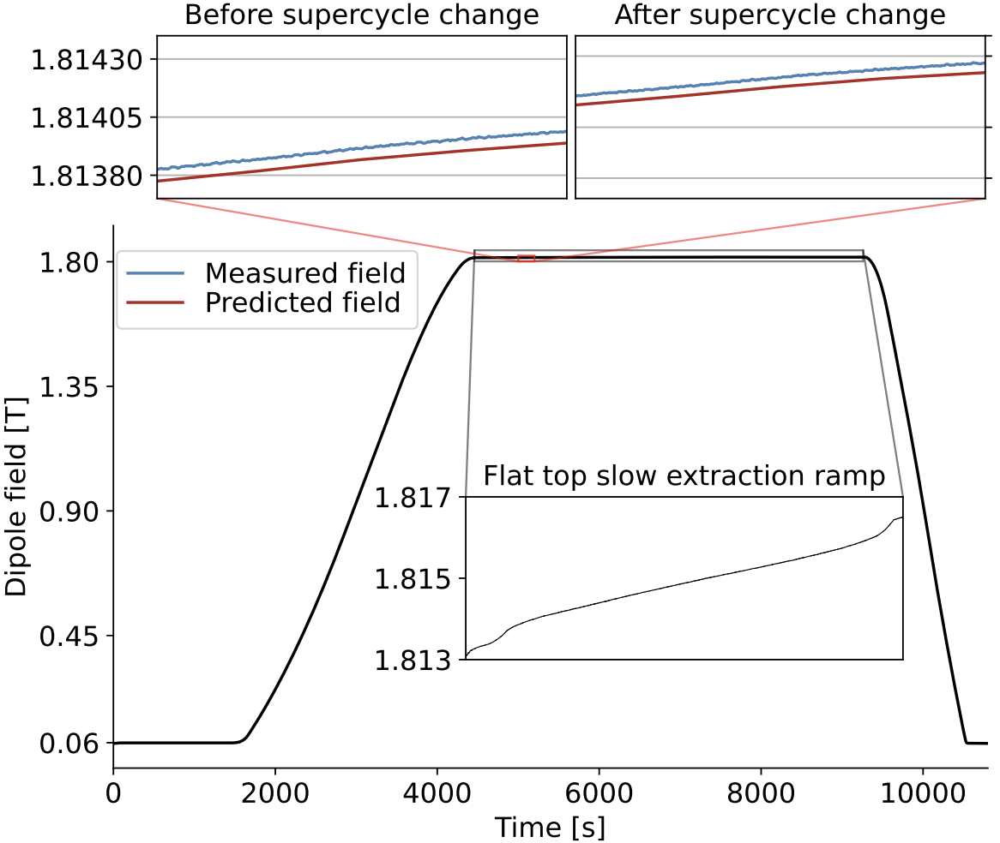 Before supercycle change
After supercycle change
1.81430
1.81405
1.81380
1.80
1.35
0.90
0.45
0.06
Dipole field [T]
Measured field
Predicted field
Flat top slow extraction ramp
1.817
1.815
1.813
0
2000
4000
6000
8000
10000
Time [s]